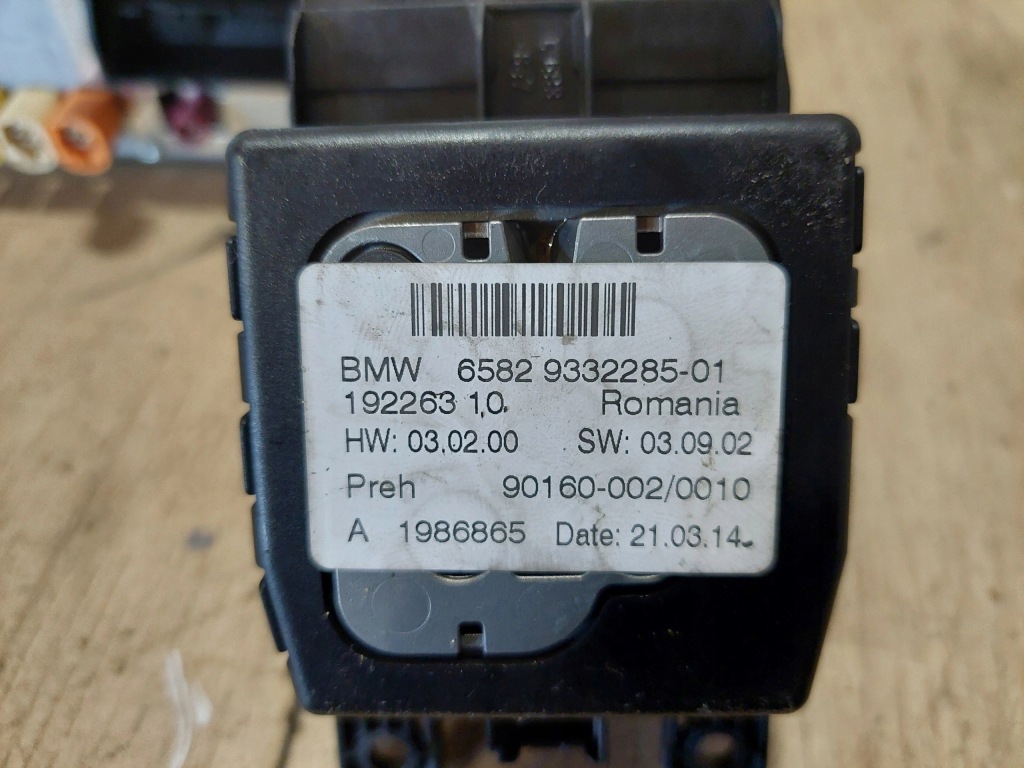 BMW 6582 9332285-01
192263 1,0. Romania
HW: 03.02.00 SW: 03.09.02
Preh 90160-002/0010
A 1986865 Date: 21.03.14